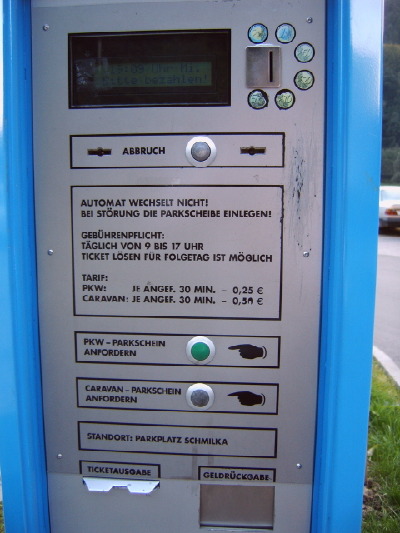 Bitte bezahlen!
ABBRUCH
AUTOMAT WECHSELT NICHT!
BEI STÖRUNG DIE PARKSCHEIBE EINLEGEN!
GEBÜHRENPFLICHT:
TÄGLICH VON 9 BIS 17 UHR
TICKET LÖSEN FÜR FOLGETAG IST MÖGLICH
TARIF:
PKW: JE ANGEF. 30 MIN. - 0,25 €
CARAVAN: JE ANGEF. 30 MIN. - 0,50 €
PKW - PARKSCHEIN
ANFORDERN
CARAVAN - PARKSCHEIN
ANFORDERN
STANDORT: PARKPLATZ SCHMILKA
TICKETAUSGABE
GELDRÜCKGABE